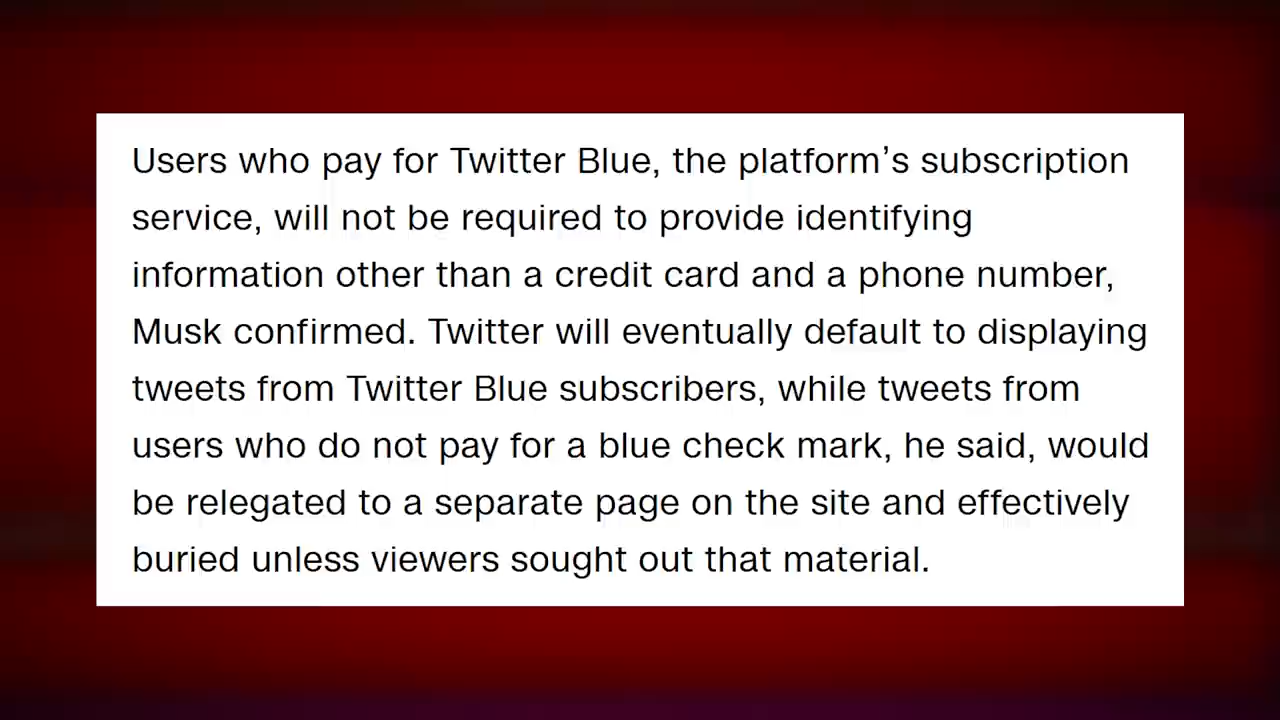 Users who pay for Twitter Blue, the platform’s subscription
service, will not be required to provide identifying
information other than a credit card and a phone number,
Musk confirmed. Twitter will eventually default to displaying
tweets from Twitter Blue subscribers, while tweets from
users who do not pay for a blue check mark, he said, would
be relegated to a separate page on the site and effectively
buried unless viewers sought out that material.